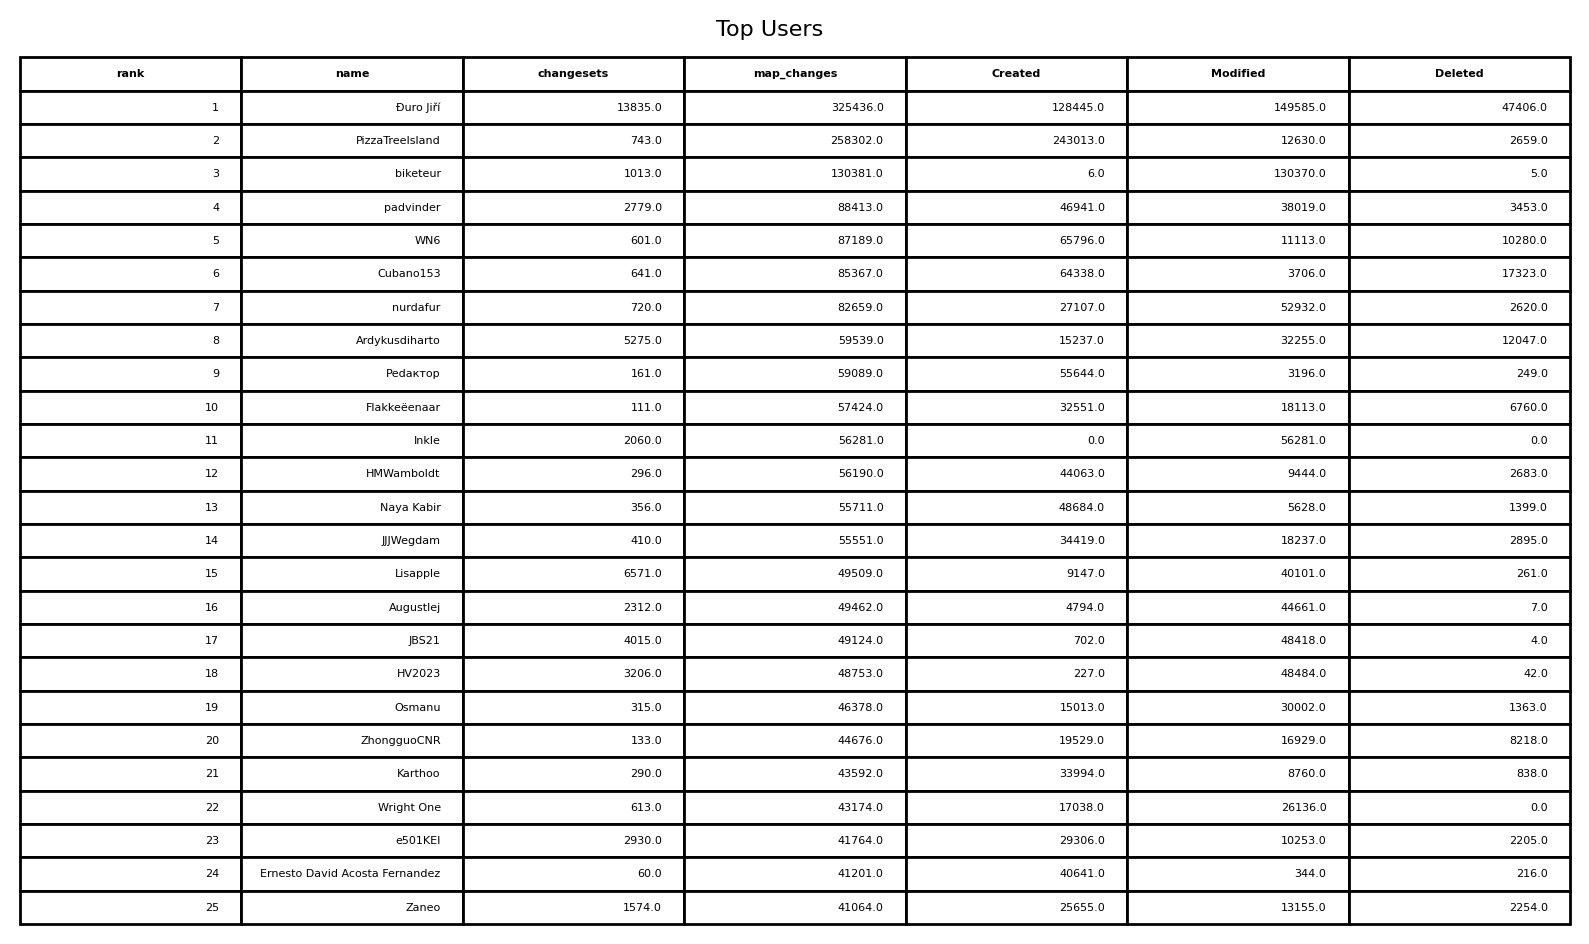 Top Users
rank name changesets map_changes Created Modified Deleted
1 Đuro Jiří 13835.0 325436.0 128445.0 149585.0 47406.0
2 PizzaTreeIsland 743.0 258302.0 243013.0 12630.0 2659.0
3 biketeur 1013.0 130381.0 6.0 130370.0 5.0
4 padvinder 2779.0 88413.0 46941.0 38019.0 3453.0
5 WN6 601.0 87189.0 65796.0 11113.0 10280.0
6 Cubano153 641.0 85367.0 64338.0 3706.0 17323.0
7 nurdafur 720.0 82659.0 27107.0 52932.0 2620.0
8 Ardykusdiharto 5275.0 59539.0 15237.0 32255.0 12047.0
9 Редактор 161.0 59089.0 55644.0 3196.0 249.0
10 Flakkeëenaar 111.0 57424.0 32551.0 18113.0 6760.0
11 Inkle 2060.0 56281.0 0.0 56281.0 0.0
12 HMWamboldt 296.0 56190.0 44063.0 9444.0 2683.0
13 Naya Kabir 356.0 55711.0 48684.0 5628.0 1399.0
14 JJJWegdam 410.0 55551.0 34419.0 18237.0 2895.0
15 Lisapple 6571.0 49509.0 9147.0 40101.0 261.0
16 Augustlej 2312.0 49462.0 4794.0 44661.0 7.0
17 JBS21 4015.0 49124.0 702.0 48418.0 4.0
18 HV2023 3206.0 48753.0 227.0 48484.0 42.0
19 Osmanu 315.0 46378.0 15013.0 30002.0 1363.0
20 ZhongguoCNR 133.0 44676.0 19529.0 16929.0 8218.0
21 Karthoo 290.0 43592.0 33994.0 8760.0 838.0
22 Wright One 613.0 43174.0 17038.0 26136.0 0.0
23 e501KEI 2930.0 41764.0 29306.0 10253.0 2205.0
24 Ernesto David Acosta Fernandez 60.0 41201.0 40641.0 344.0 216.0
25 Zaneo 1574.0 41064.0 25655.0 13155.0 2254.0